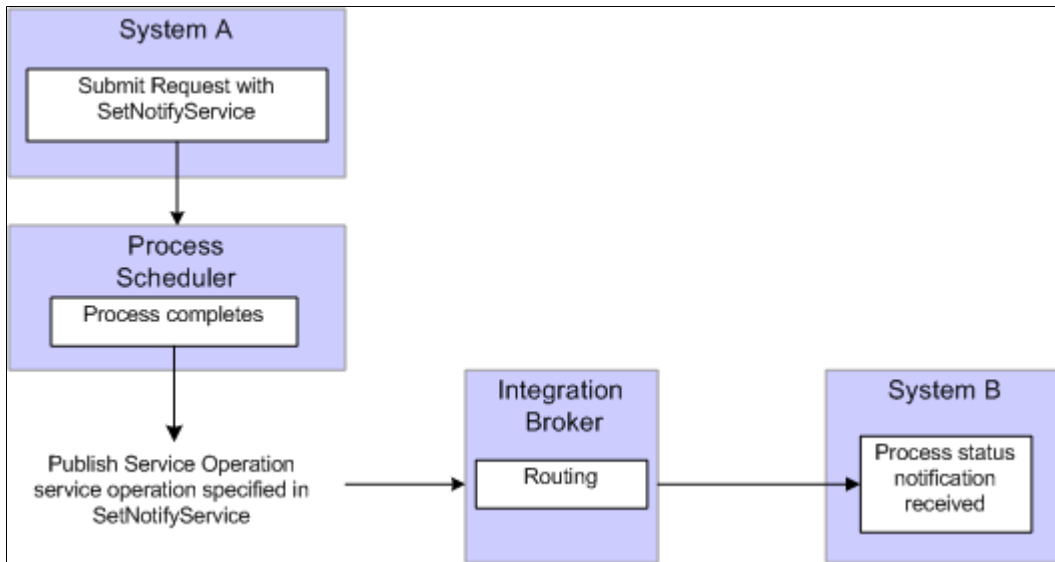 System A
Submit Request with
SetNotifyService
Process
Scheduler
Process completes
Publish Service Operation
service operation specified in
SetNotifyService
Integration
Broker
Routing
System B
Process status
notification
received